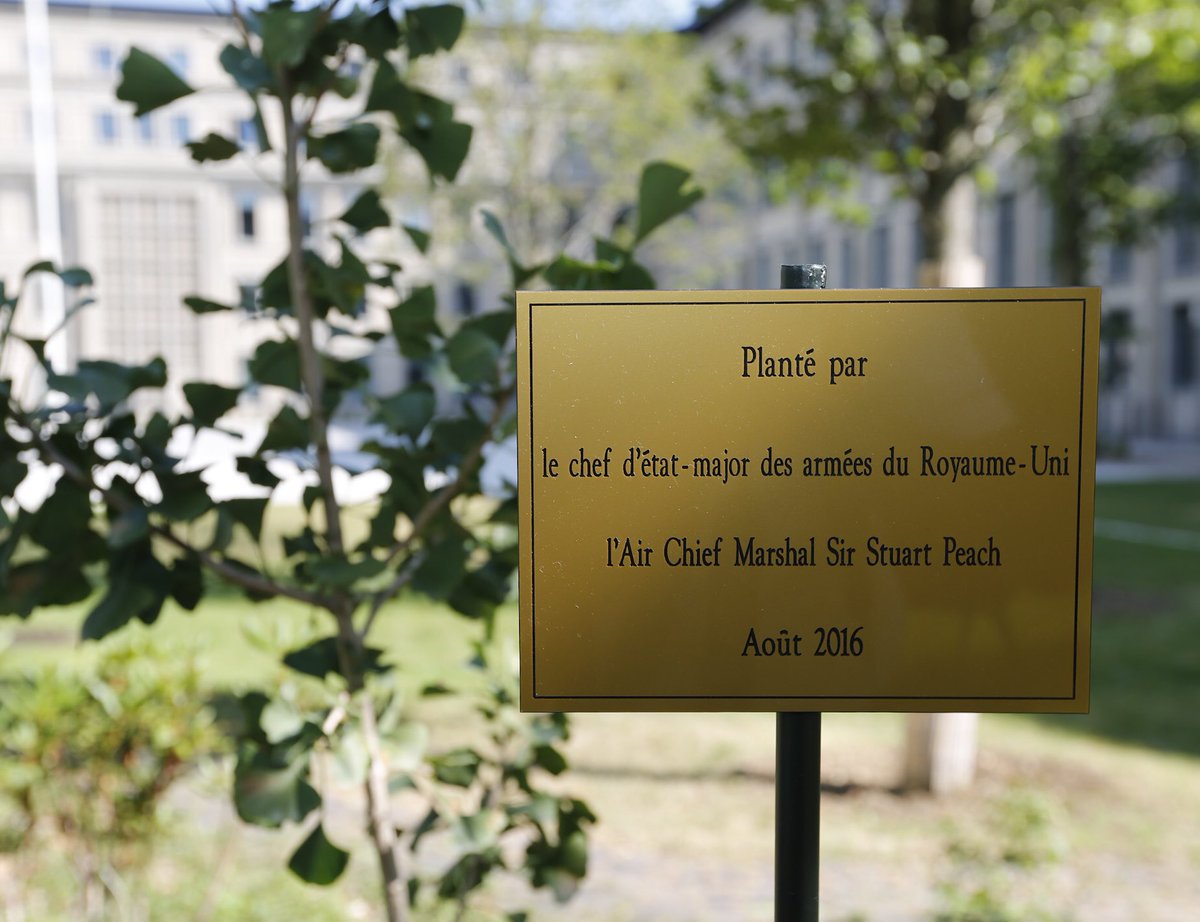 Planté par
le chef d'état-major des armées du Royaume-Uni
l'Air Chief Marshal Sir Stuart Peach
Août 2016